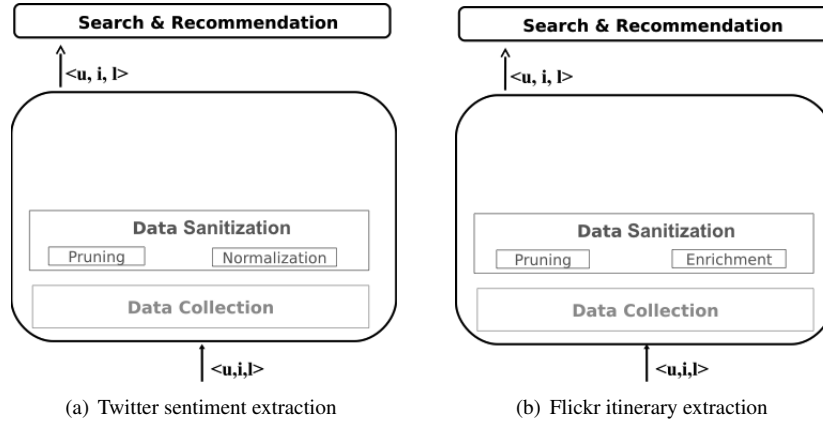 Search & Recommendation
<u, i, l>
Data Sanitization
Pruning
Normalization
Data Collection
<u,i,l>
(a) Twitter sentiment extraction
Search & Recommendation
<u, i, l>
Data Sanitization
Pruning
Enrichment
Data Collection
<u,i,l>
(b) Flickr itinerary extraction